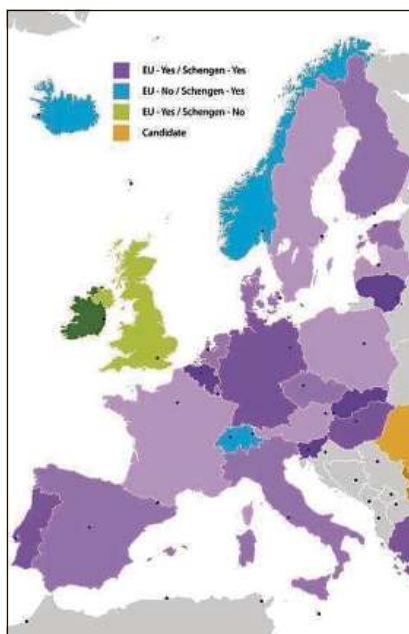 EU - Yes / Schengen - Yes
EU - No / Schengen - Yes
EU - Yes / Schengen - No
Candidate